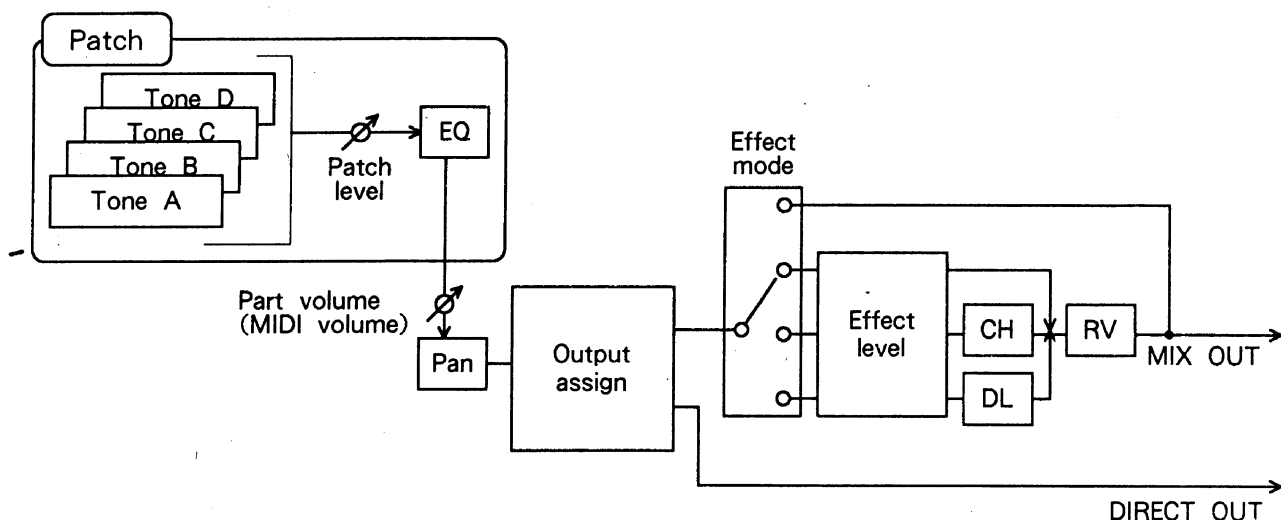 Patch
Tone D
Tone C
Tone B
Tone A
Patch
level
EQ
Part volume
(MIDI volume)
Pan
Output
assign
Effect
mode
Effect
level
CH
DL
RV
MIX OUT
DIRECT OUT